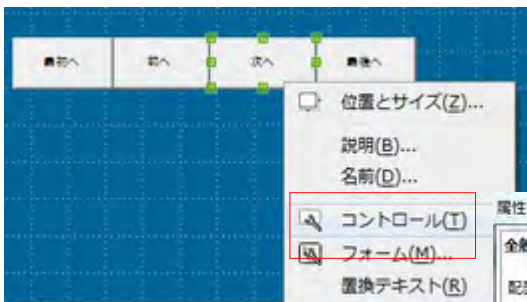 最初へ 前へ 次へ 最後へ
位置とサイズ(Z)...
説明(B)...
名前(D)...
コントロール(T)
属性
フォーム(M)...
全般
置換テキスト(R)